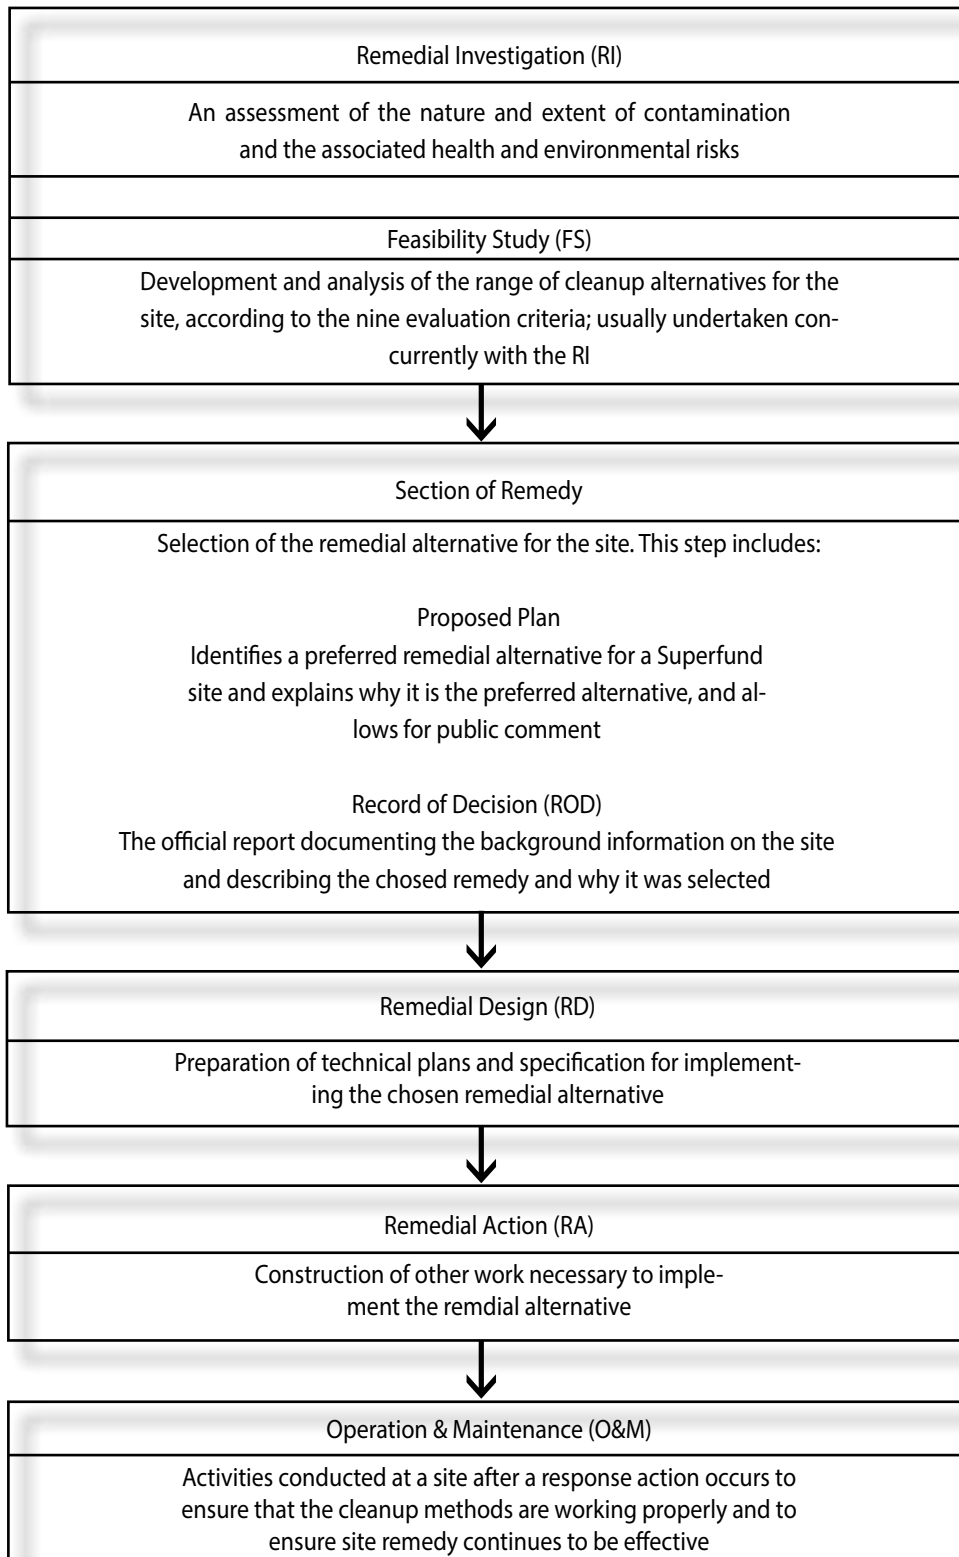 Remedial Investigation (RI)
An assessment of the nature and extent of contamination
and the associated health and environmental risks
Feasibility Study (FS)
Development and analysis of the range of cleanup alternatives for the
site, according to the nine evaluation criteria; usually undertaken con-
currently with the RI
Section of Remedy
Selection of the remedial alternative for the site. This step includes:
Proposed Plan
Identifies a preferred remedial alternative for a Superfund
site and explains why it is the preferred alternative, and al-
lows for public comment
Record of Decision (ROD)
The official report documenting the background information on the site
and describing the chosed remedy and why it was selected
Remedial Design (RD)
Preparation of technical plans and specification for implement-
ing the chosen remedial alternative
Remedial Action (RA)
Construction of other work necessary to imple-
ment the remdial alternative
Operation & Maintenance (O&M)
Activities conducted at a site after a response action occurs to
ensure that the cleanup methods are working properly and to
ensure site remedy continues to be effective